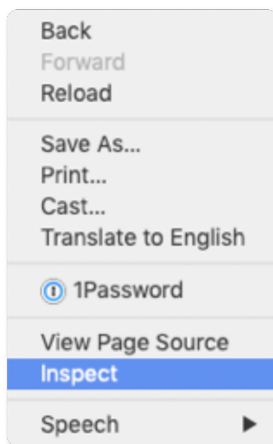 Back
Forward
Reload
Save As...
Print...
Cast...
Translate to English
1Password
View Page Source
Inspect
Speech